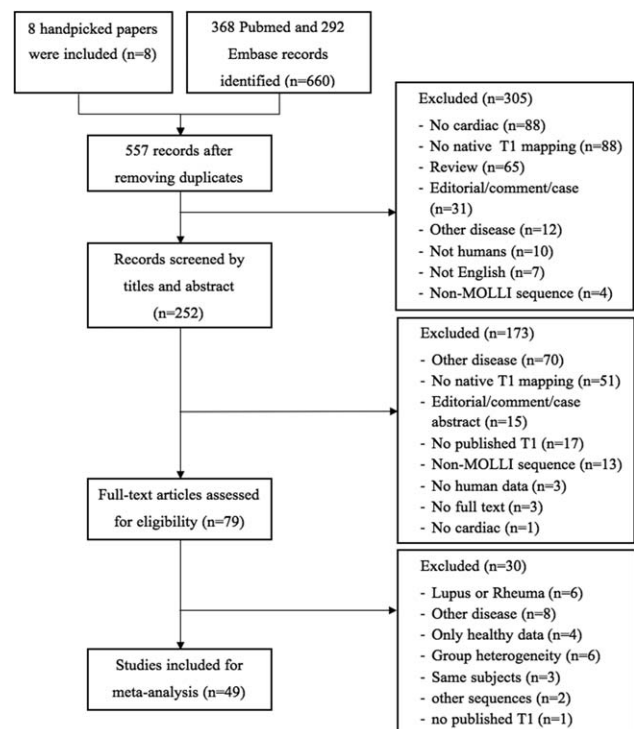 8 handpicked papers
were included (n=8)
368 Pubmed and 292
Embase records
identified (n=660)
557 records after
removing duplicates
Excluded (n=305)
- No cardiac (n=88)
- No native T1 mapping (n=88)
- Review (n=65)
- Editorial/comment/case
(n=31)
- Other disease (n=12)
- Not humans (n=10)
- Not English (n=7)
- Non-MOLLI sequence (n=4)
Records screened by
titles and abstract
(n=252)
Excluded (n=173)
- Other disease (n=70)
- No native T1 mapping (n=51)
- Editorial/comment/case
abstract (n=15)
- No published T1 (n=17)
- Non-MOLLI sequence (n=13)
- No human data (n=3)
- No full text (n=3)
- No cardiac (n=1)
Full-text articles assessed
for eligibility (n=79)
Excluded (n=30)
- Lupus or Rheuma (n=6)
- Other disease (n=8)
- Only healthy data (n=4)
- Group heterogeneity (n=6)
- Same subjects (n=3)
- other sequences (n=2)
- no published T1 (n=1)
Studies included for
meta-analysis (n=49)